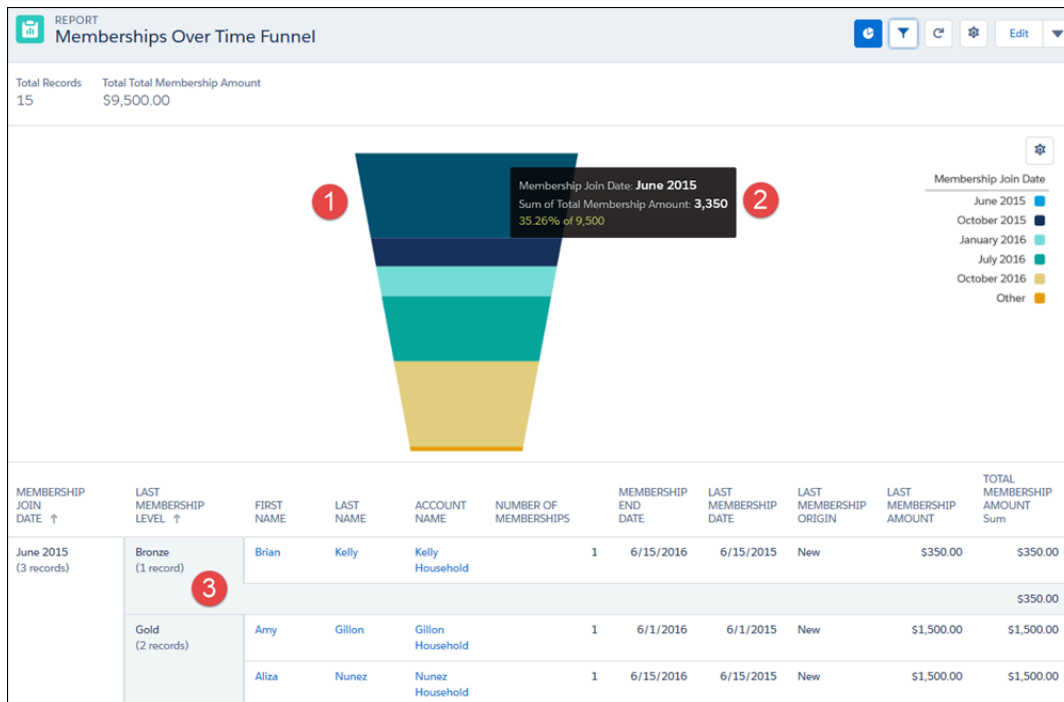 REPORT
Memberships Over Time Funnel
Edit
Total Records
15
Total Total Membership Amount
$9,500.00
1
Membership Join Date: June 2015
Sum of Total Membership Amount: 3,350
35.26% of 9,500
2
Membership Join Date
June 2015
October 2015
January 2016
July 2016
October 2016
Other
MEMBERSHIP
JOIN
DATE ↑
LAST
MEMBERSHIP
LEVEL ↑
FIRST
NAME
LAST
NAME
ACCOUNT
NAME
NUMBER OF
MEMBERSHIPS
MEMBERSHIP
END
DATE
LAST
MEMBERSHIP
DATE
LAST
MEMBERSHIP
ORIGIN
LAST
MEMBERSHIP
AMOUNT
TOTAL
MEMBERSHIP
AMOUNT
Sum
June 2015
(3 records)
Bronze
(1 record)
3
Brian
Kelly
Kelly
Household
1
6/15/2016
6/15/2015
New
$350.00
$350.00
$350.00
Gold
(2 records)
Amy
Gillon
Gillon
Household
1
6/1/2016
6/1/2015
New
$1,500.00
$1,500.00
Aliza
Nunez
Nunez
Household
1
6/15/2016
6/15/2015
New
$1,500.00
$1,500.00